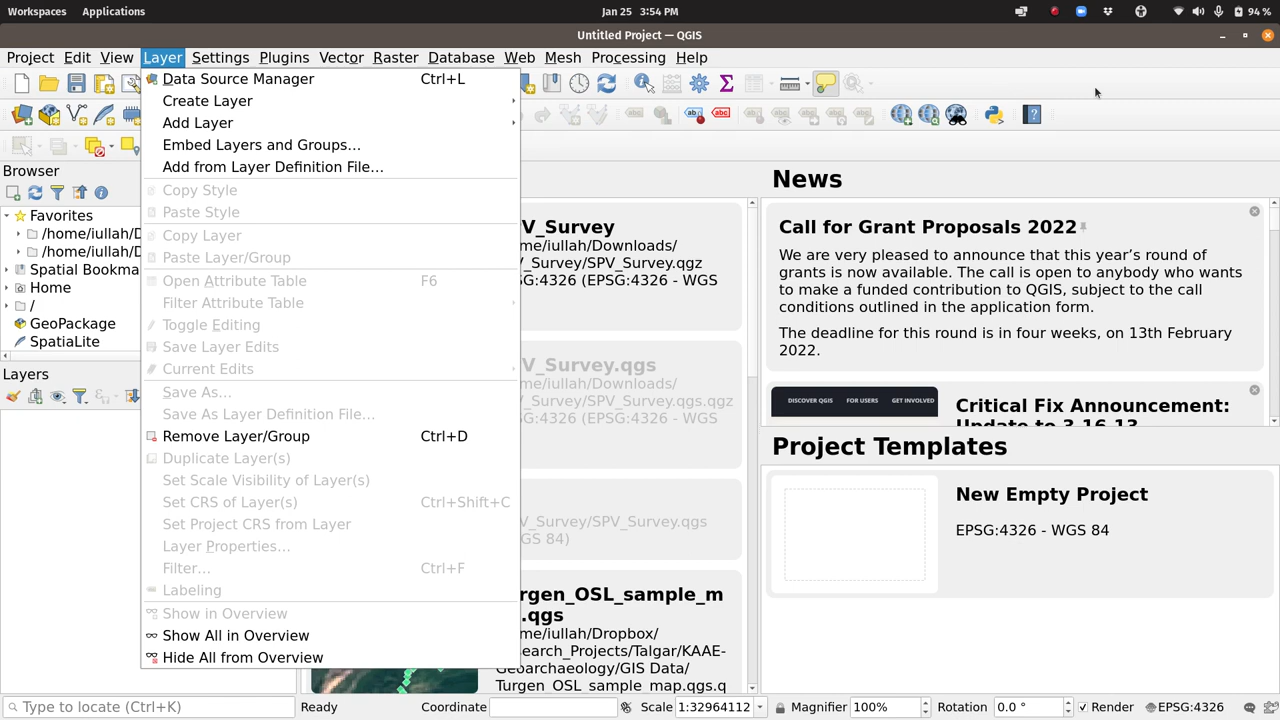 Workspaces Applications Jan 25 3:54 PM 94 %
Untitled Project — QGIS
Project Edit View Layer Settings Plugins Vector Raster Database Web Mesh Processing Help
Data Source Manager Ctrl+L
Create Layer
Add Layer
Embed Layers and Groups…
Add from Layer Definition File…
Copy Style
Paste Style
Copy Layer
Paste Layer/Group
Open Attribute Table F6
Filter Attribute Table
Toggle Editing
Save Layer Edits
Current Edits
Save As…
Save As Layer Definition File…
Remove Layer/Group Ctrl+D
Duplicate Layer(s)
Set Scale Visibility of Layer(s)
Set CRS of Layer(s) Ctrl+Shift+C
Set Project CRS from Layer
Layer Properties…
Filter… Ctrl+F
Labeling
Show in Overview
Show All in Overview
Hide All from Overview
Browser
Favorites
/home/iullah/D
/home/iullah/D
Spatial Bookma
Home
/
GeoPackage
SpatiaLite
Layers
V_Survey
me/iullah/Downloads/
_Survey/SPV_Survey.qgz
G:4326 (EPSG:4326 - WGS
V_Survey.qgs
me/iullah/Downloads/
_Survey/SPV_Survey.qgs.qgz
G:4326 (EPSG:4326 - WGS
V_Survey/SPV_Survey.qgs
GS 84)
rgen_OSL_sample_m
.qgs
me/iullah/Dropbox/
search_Projects/Talgar/KAAE-
Geoarchaeology/GIS Data/
Turgen_OSL_sample_map.qgs.q
News
Call for Grant Proposals 2022
We are very pleased to announce that this year’s round of
grants is now available. The call is open to anybody who wants
to make a funded contribution to QGIS, subject to the call
conditions outlined in the application form.
The deadline for this round is in four weeks, on 13th February
2022.
DISCOVER QGIS FOR USERS GET INVOLVED
Critical Fix Announcement:
Update to 3.16.13
Project Templates
New Empty Project
EPSG:4326 - WGS 84
Type to locate (Ctrl+K) Ready Coordinate Scale 1:32964112 Magnifier 100% Rotation 0.0 ° Render EPSG:4326